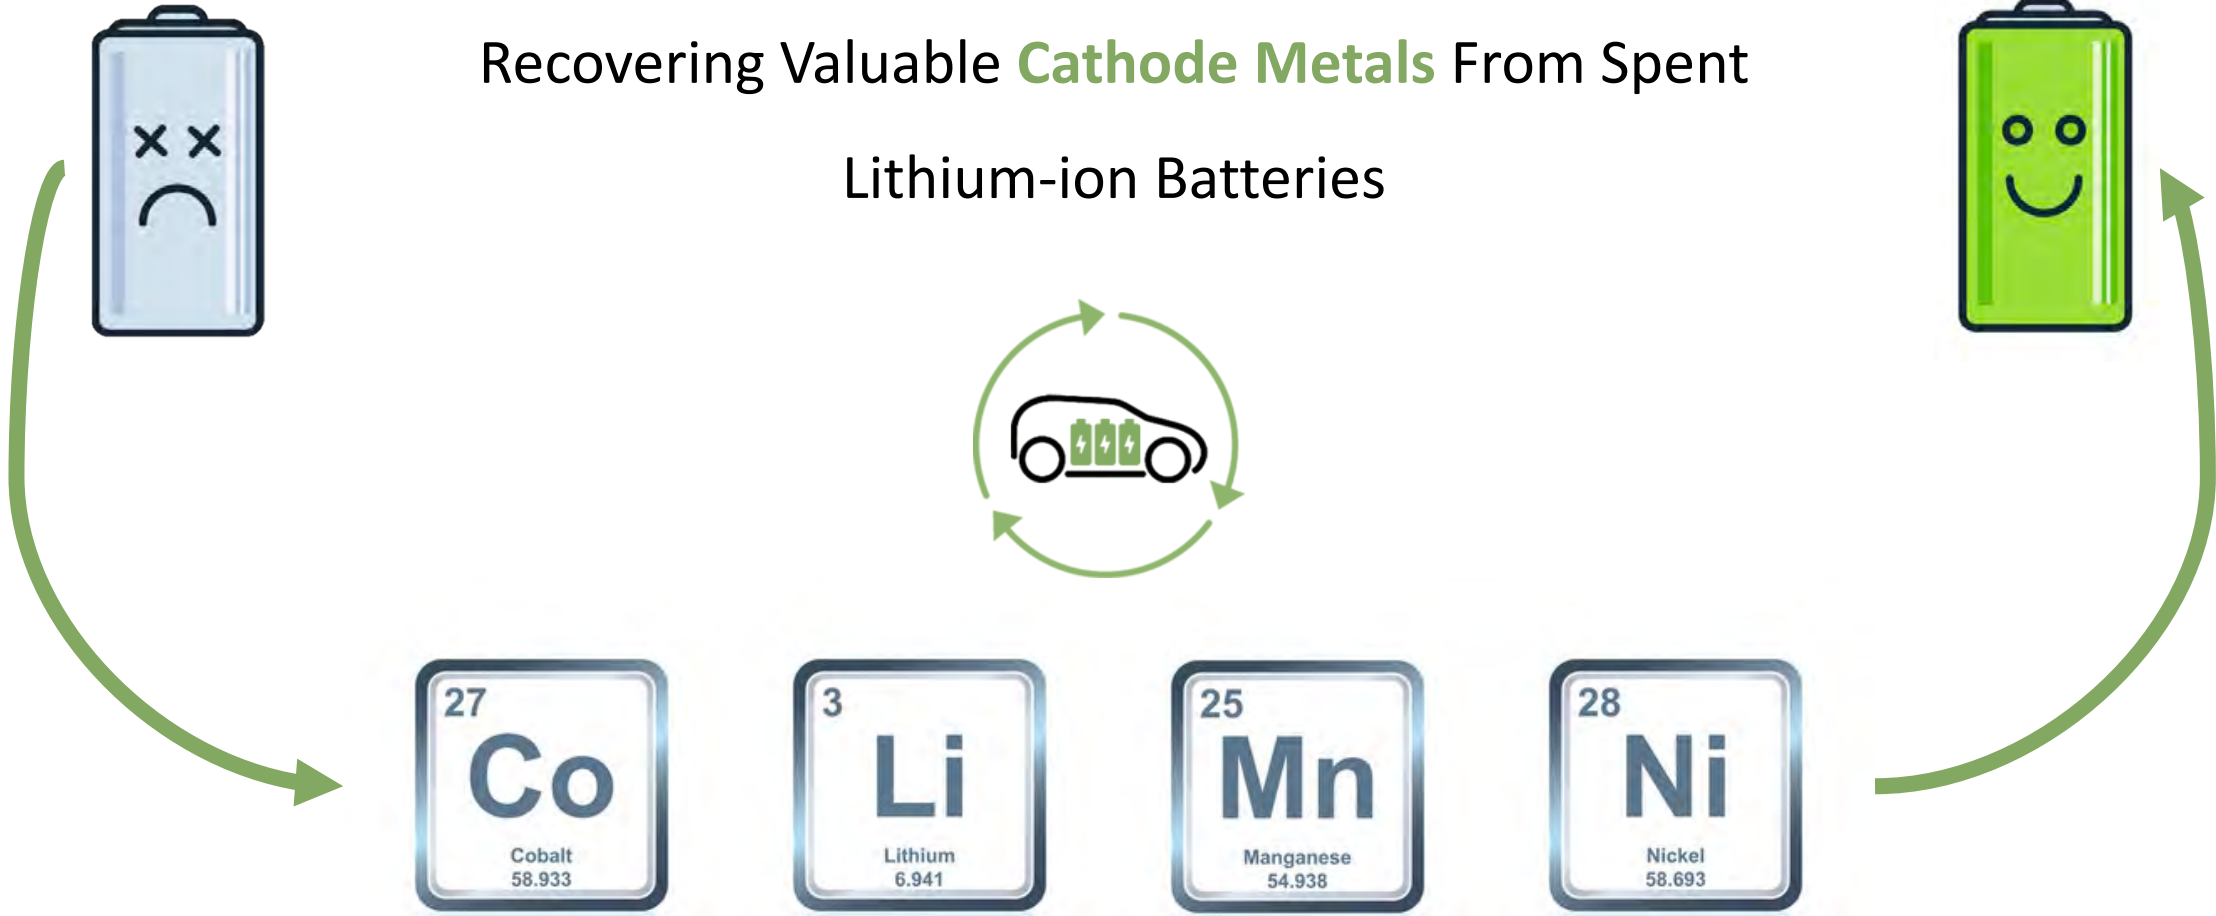 Recovering Valuable Cathode Metals From Spent
Lithium-ion Batteries
27
Co
Cobalt
58.933
3
Li
Lithium
6.941
25
Mn
Manganese
54.938
28
Ni
Nickel
58.693